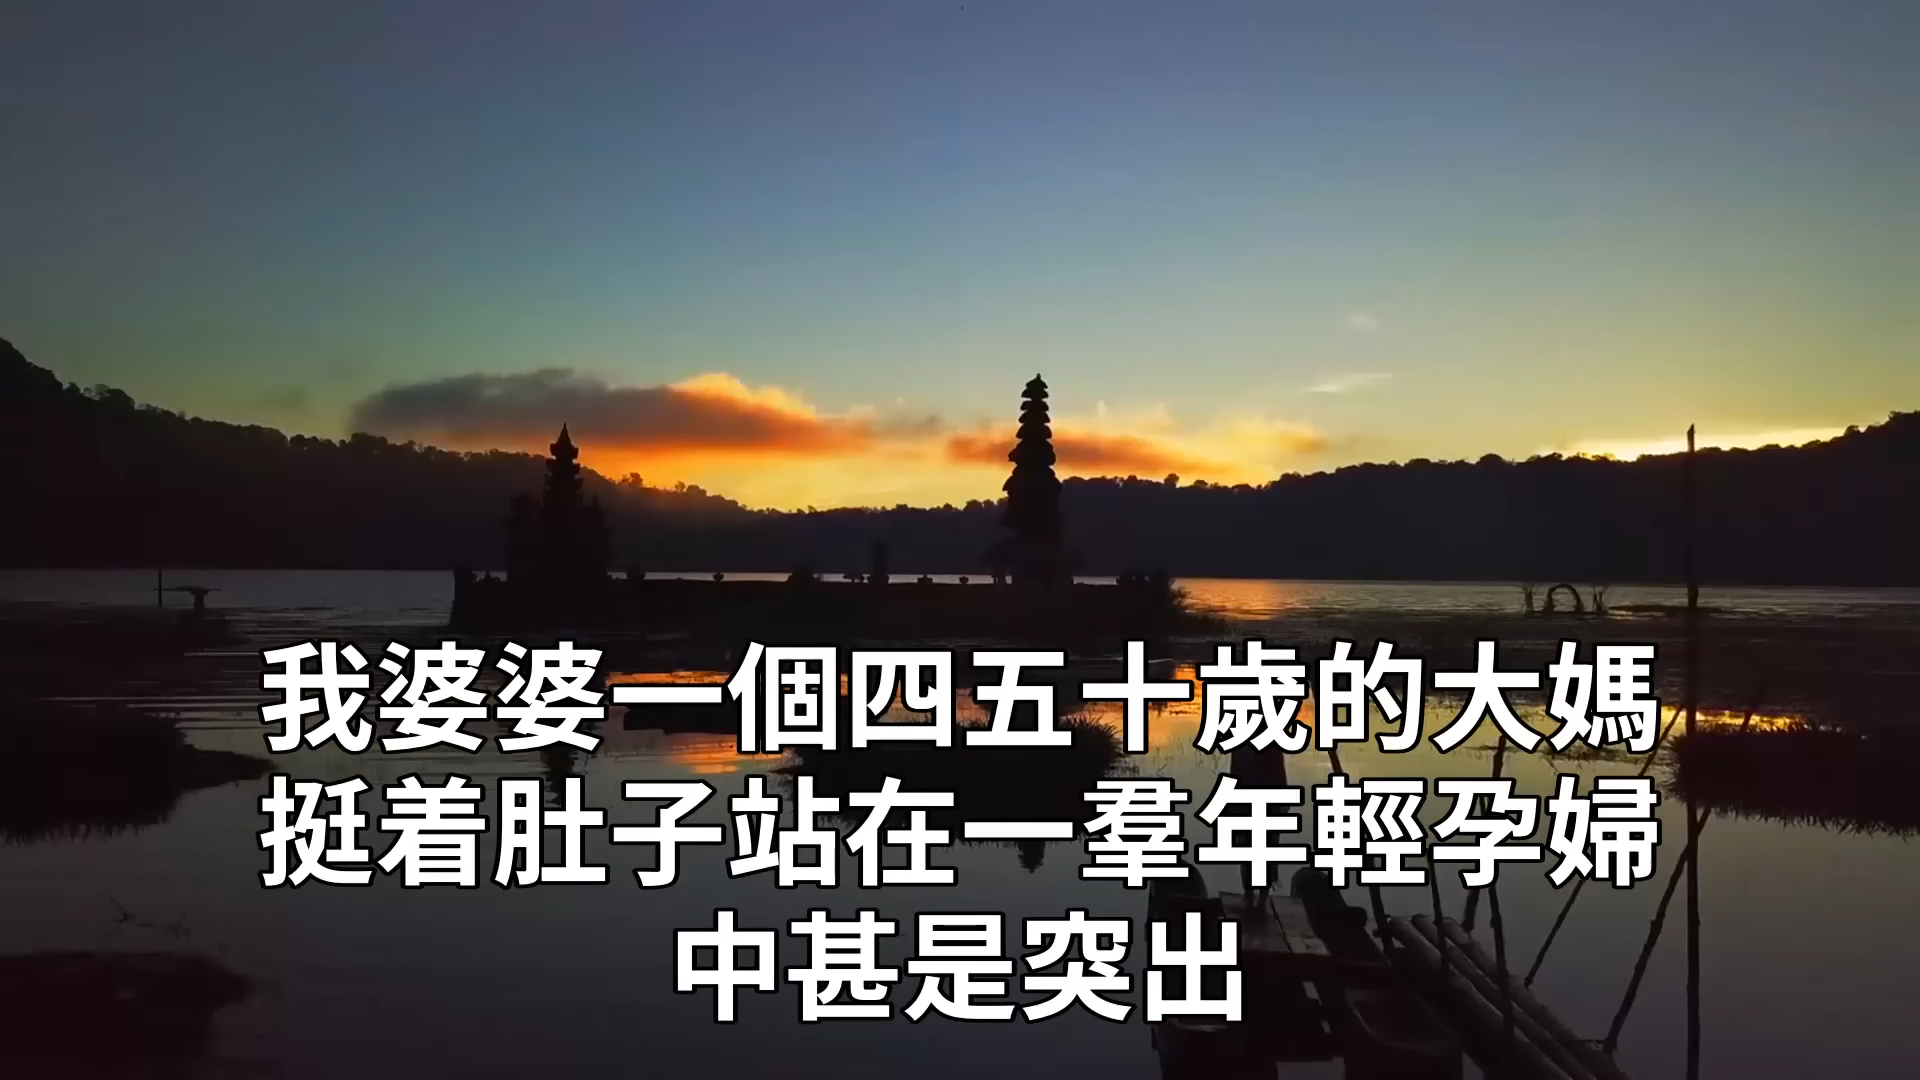 我婆婆一個四五十歲的大媽
挺着肚子站在一羣年輕孕婦
中甚是突出